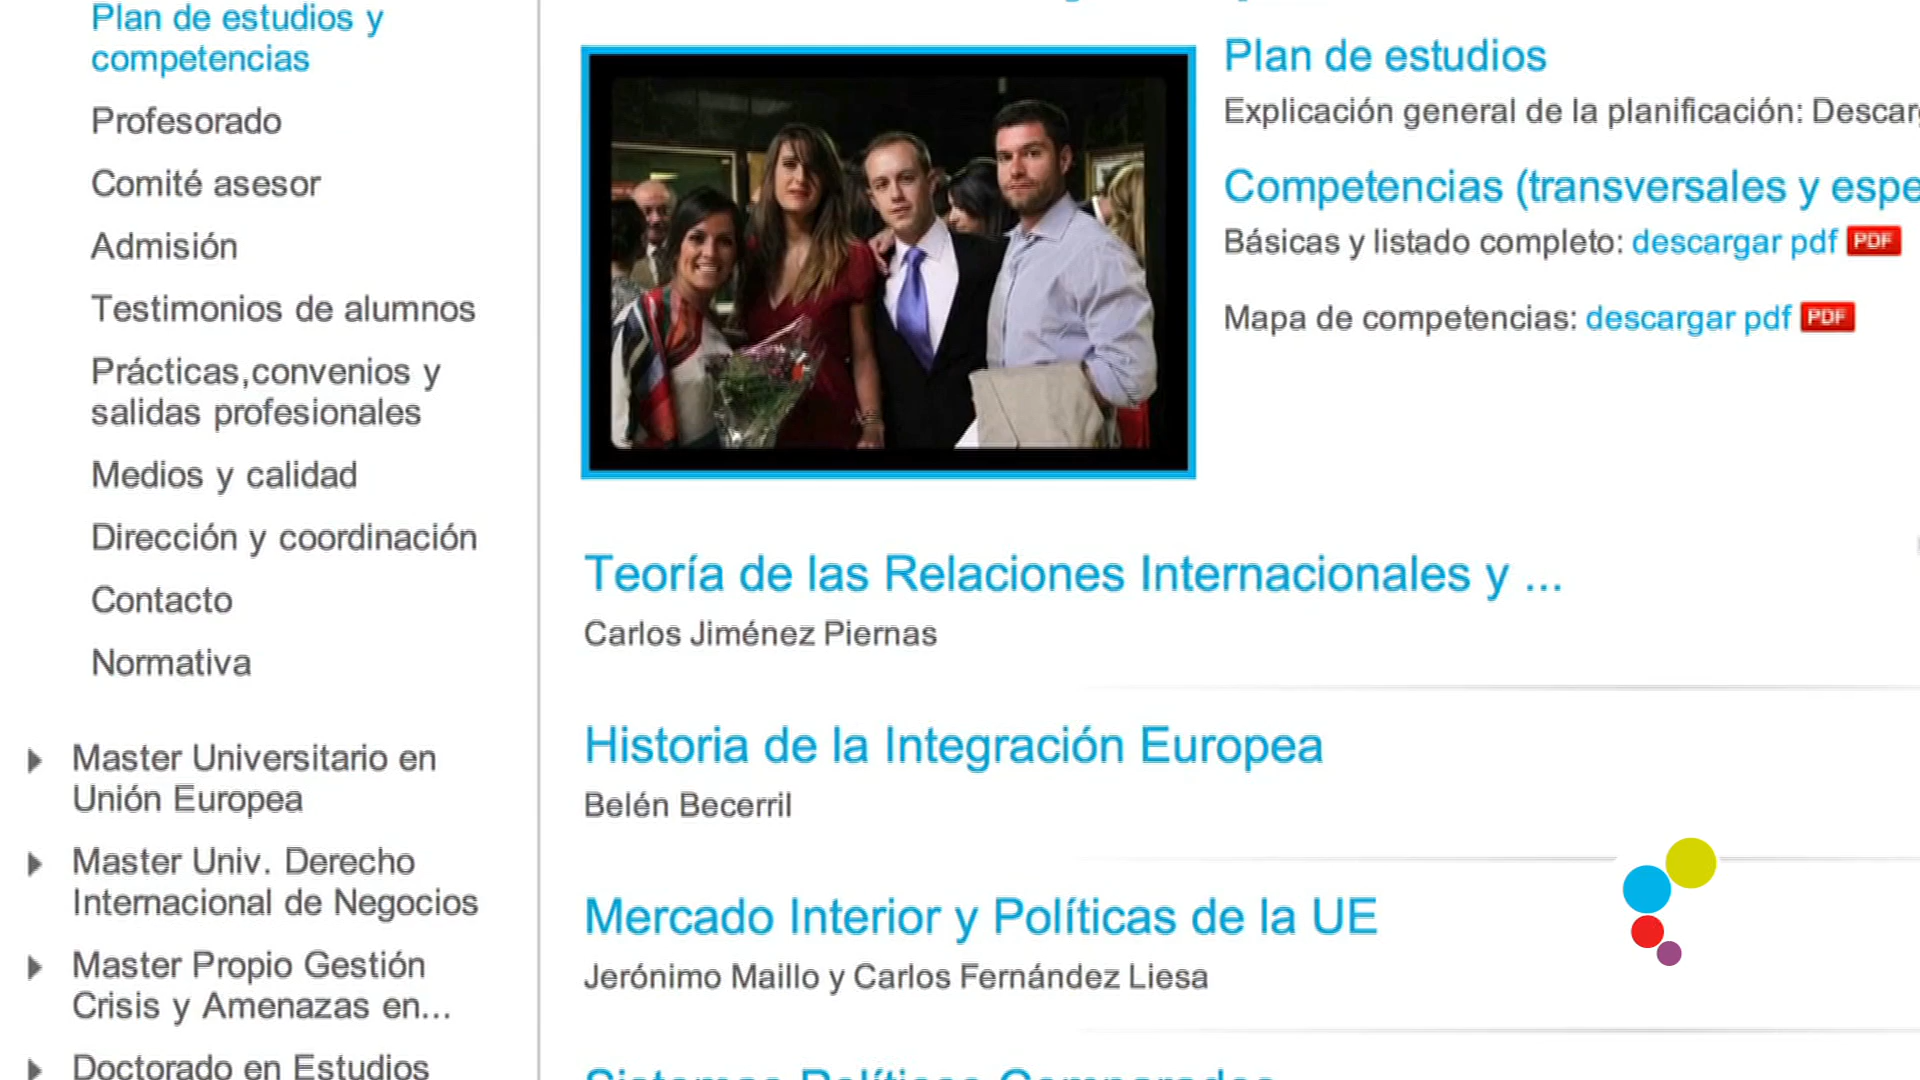 Plan de estudios y
competencias
Profesorado
Comité asesor
Admisión
Testimonios de alumnos
Prácticas,convenios y
salidas profesionales
Medios y calidad
Dirección y coordinación
Contacto
Normativa
Master Universitario en
Unión Europea
Master Univ. Derecho
Internacional de Negocios
Master Propio Gestión
Crisis y Amenazas en...
Doctorado en Estudios
Plan de estudios
Explicación general de la planificación:
Competencias (transversales y
Básicas y listado completo: descargar pdf PDF
Mapa de competencias: descargar pdf PDF
Teoría de las Relaciones Internacionales y ...
Carlos Jiménez Piernas
Historia de la Integración Europea
Belén Becerril
Mercado Interior y Políticas de la UE
Jerónimo Maillo y Carlos Fernández Liesa
Sistemas Políticos Comparados